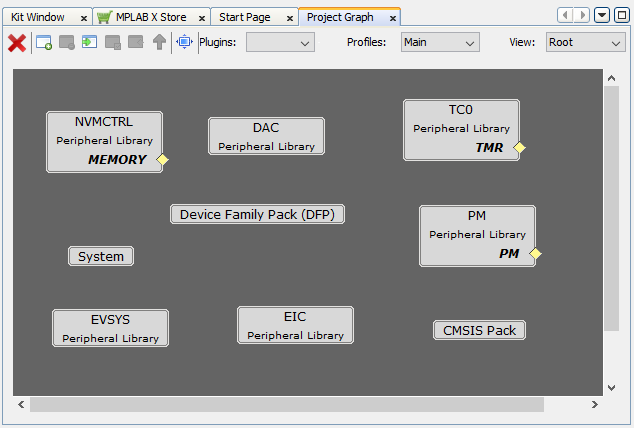 Kit Window MPLAB X Store Start Page Project Graph
Plugins: Profiles: Main View: Root
NVMCTRL
Peripheral Library
MEMORY
DAC
Peripheral Library
TC0
Peripheral Library
TMR
Device Family Pack (DFP)
PM
Peripheral Library
PM
System
EVSYS
Peripheral Library
EIC
Peripheral Library
CMSIS Pack